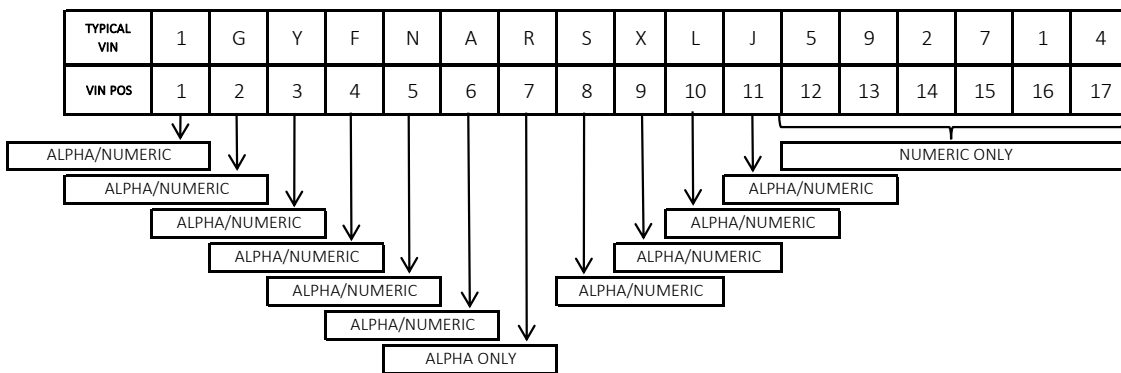 TYPICAL VIN 1 G Y F N A R S X L J 5 9 2 7 1 4
VIN POS 1 2 3 4 5 6 7 8 9 10 11 12 13 14 15 16 17
ALPHA/NUMERIC NUMERIC ONLY
ALPHA/NUMERIC ALPHA/NUMERIC
ALPHA/NUMERIC ALPHA/NUMERIC
ALPHA/NUMERIC ALPHA/NUMERIC
ALPHA/NUMERIC ALPHA/NUMERIC
ALPHA/NUMERIC
ALPHA ONLY